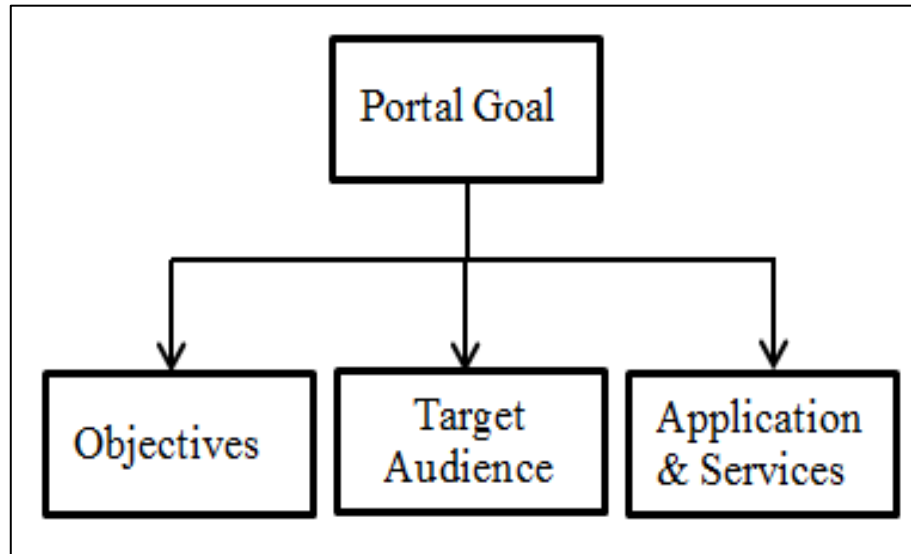 Portal Goal
Objectives
Target
Audience
Application
& Services